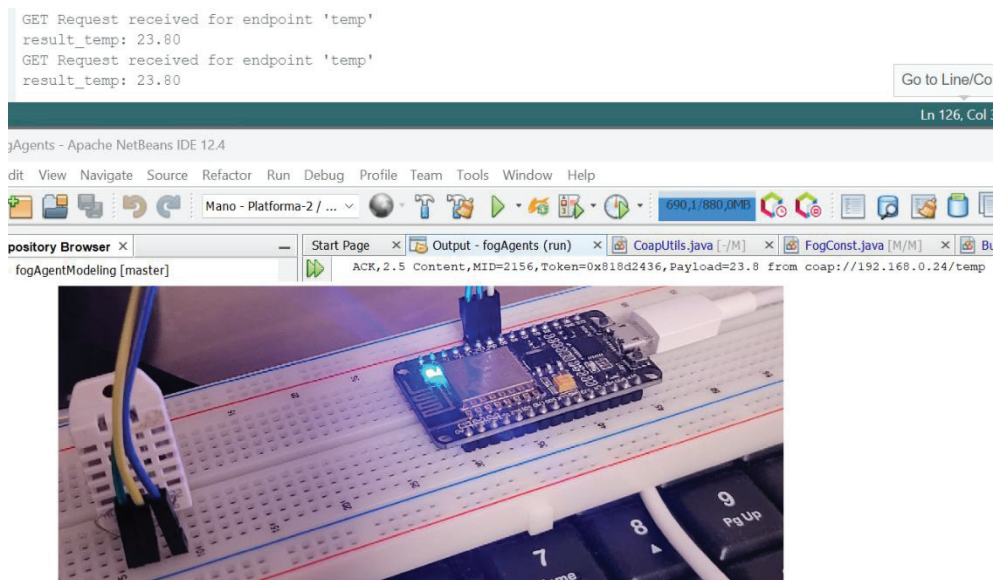 GET Request received for endpoint 'temp'
result_temp: 23.80
GET Request received for endpoint 'temp'
result_temp: 23.80
Go to Line/Co
Ln 126, Col 3
gAgents - Apache NetBeans IDE 12.4
dit View Navigate Source Refactor Run Debug Profile Team Tools Window Help
Mano - Platforma-2 / ... 690,1/880,0MB
pository Browser Start Page Output - fogAgents (run) CoapUtils.java [-/M] FogConst.java [M/M] Bu
fogAgentModeling [master] ACK,2.5 Content,MID=2156,Token=0x818d2436,Payload=23.8 from coap://192.168.0.24/temp
9
Pg Up
8
7